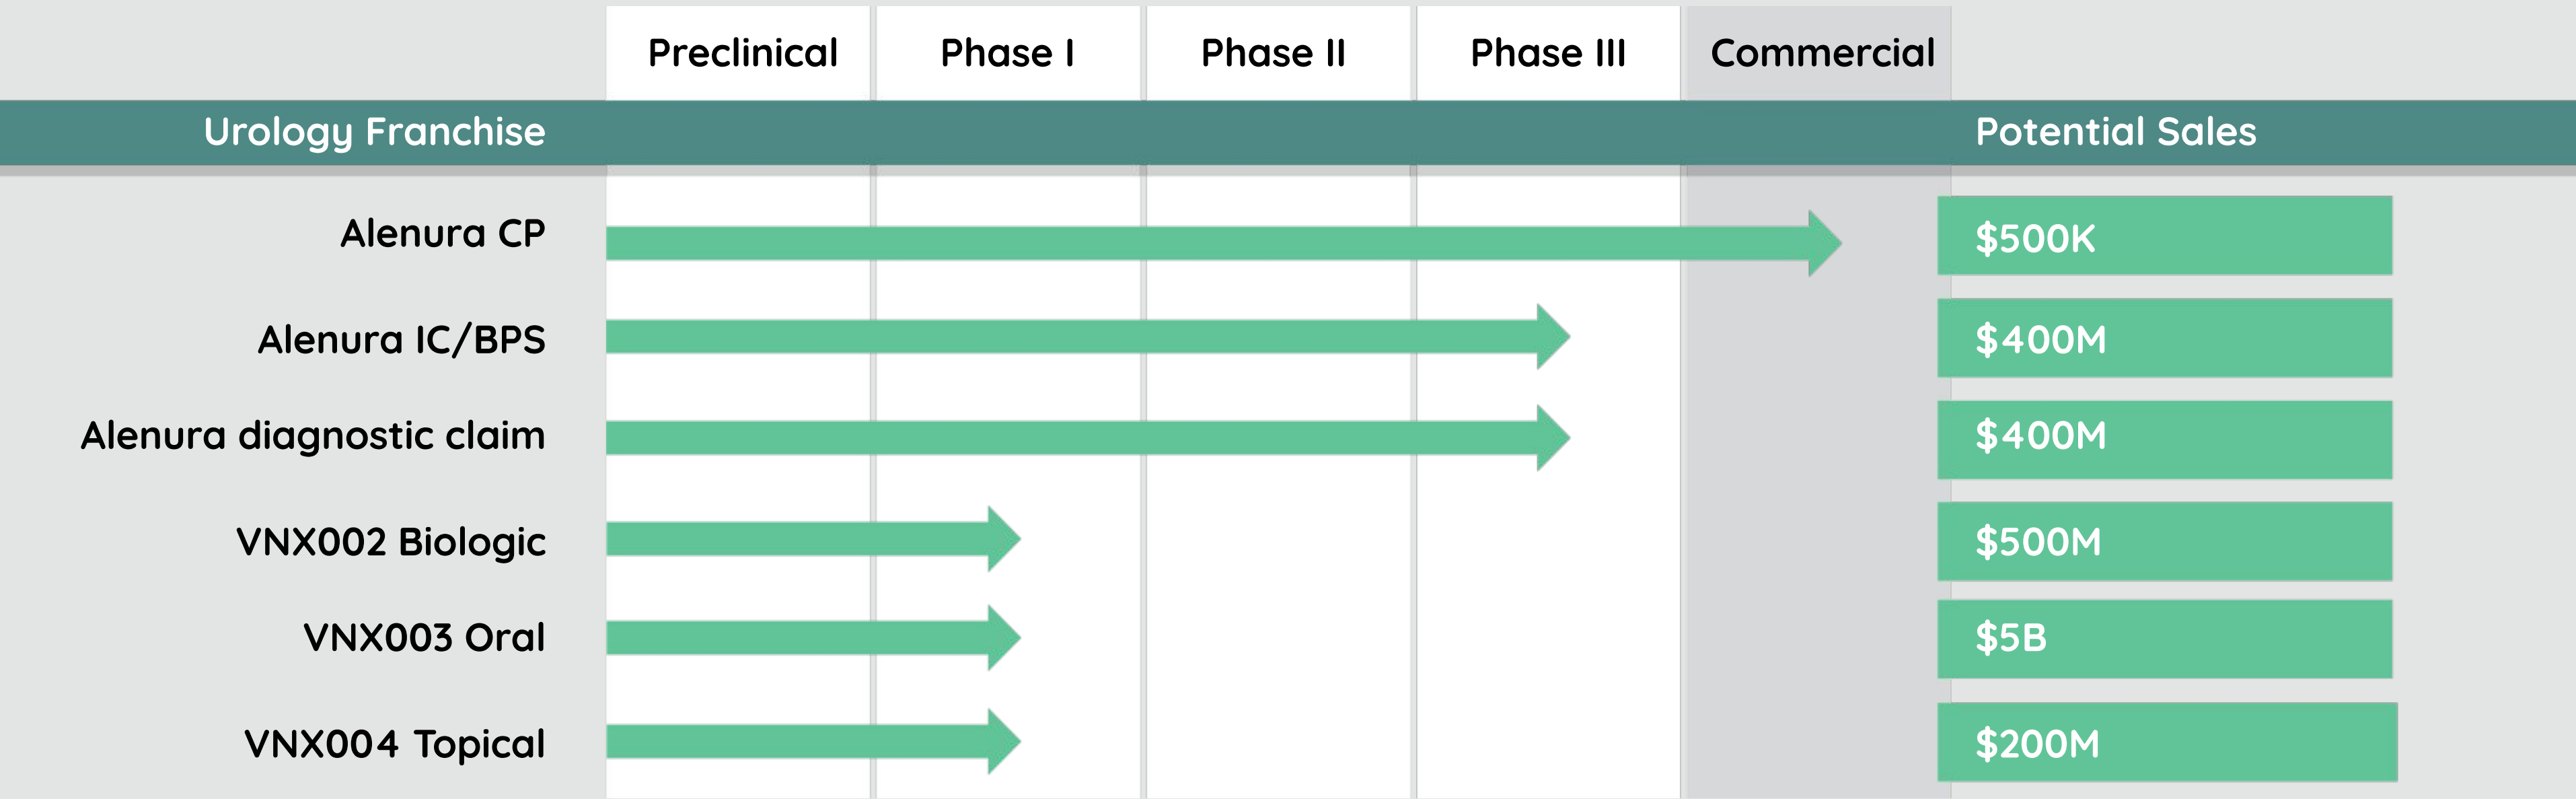 Preclinical Phase I Phase II Phase III Commercial
Urology Franchise Potential Sales
Alenura CP $500K
Alenura IC/BPS $400M
Alenura diagnostic claim $400M
VNX002 Biologic $500M
VNX003 Oral $5B
VNX004 Topical $200M